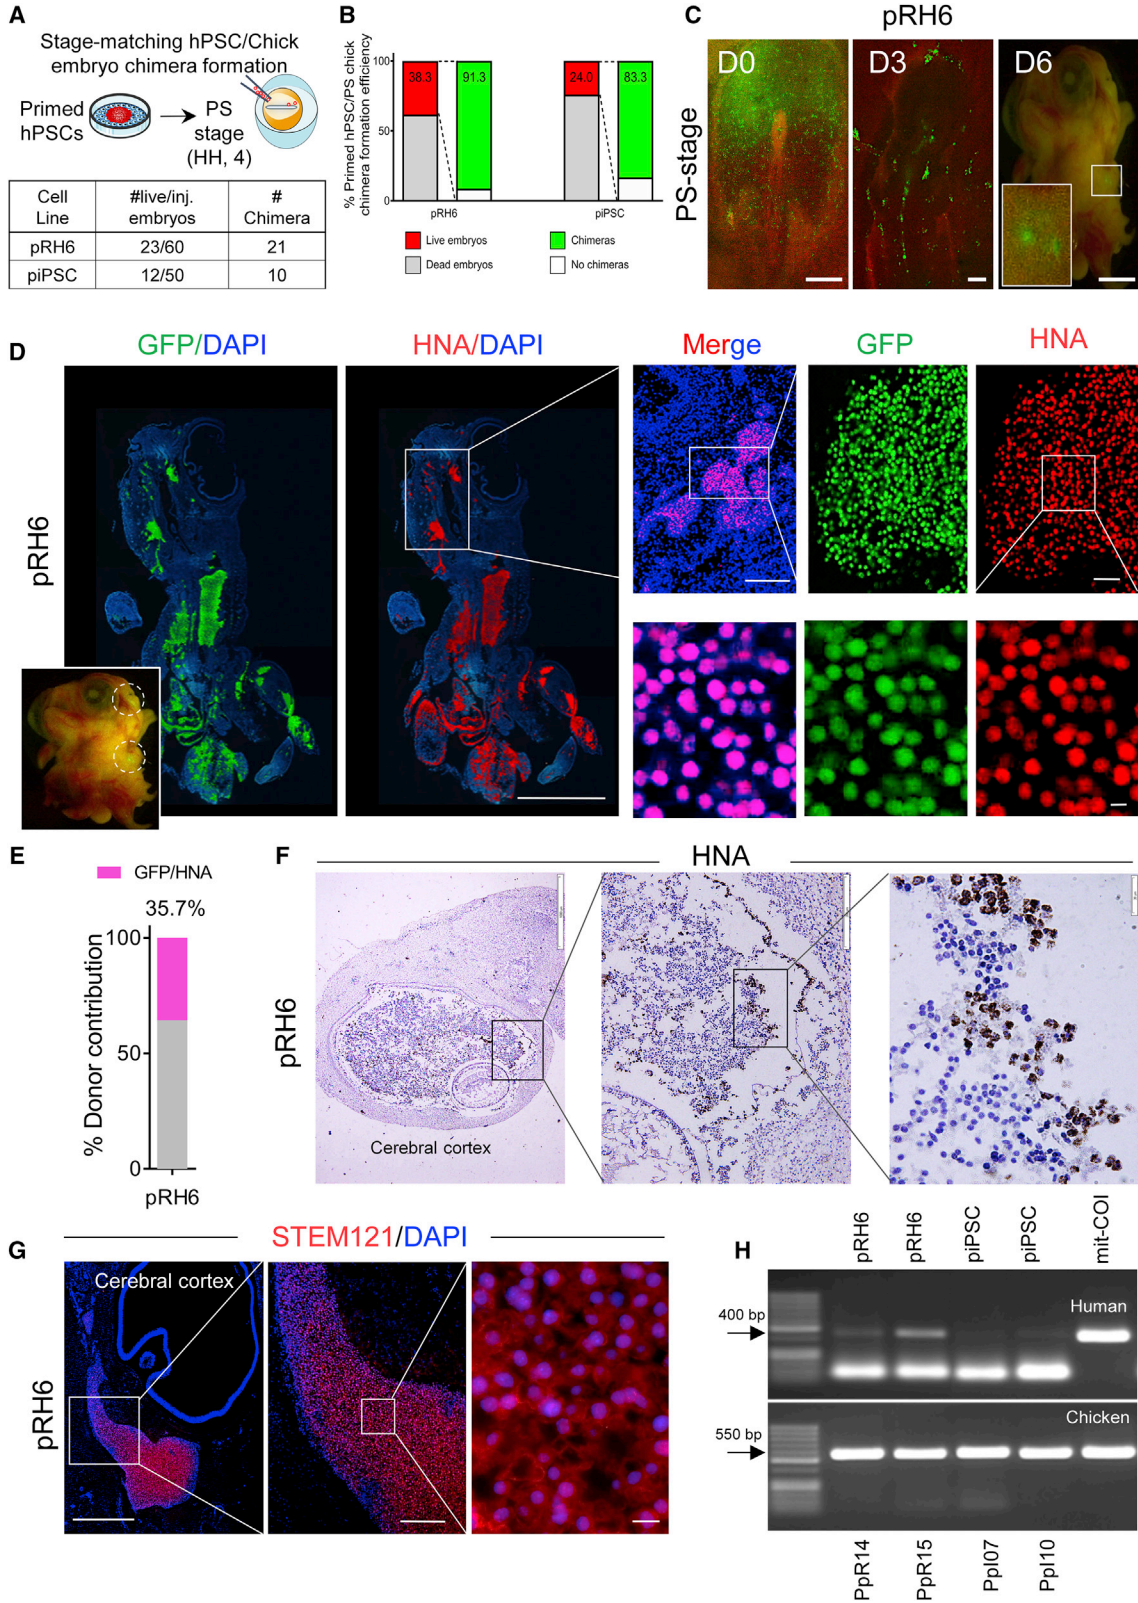 A
Stage-matching hPSC/Chick
embryo chimera formation
Primed
hPSCs
PS
stage
(HH, 4)
Cell
Line
#live/inj.
embryos
#
Chimera
pRH6
23/60
21
piPSC
12/50
10
B
% Primed hPSC/PS chick
chimera formation efficiency
100
50
0
38.3
91.3
24.0
83.3
pRH6
piPSC
Live embryos
Chimeras
Dead embryos
No chimeras
C
pRH6
PS-stage
D0
D3
D6
D
GFP/DAPI
HNA/DAPI
Merge
GFP
HNA
pRH6
E
GFP/HNA
35.7%
% Donor contribution
100
50
0
pRH6
F
HNA
pRH6
Cerebral cortex
G
STEM121/DAPI
pRH6
Cerebral cortex
H
pRH6
pRH6
piPSC
piPSC
mit-COI
400 bp
Human
550 bp
Chicken
PpR14
PpR15
PpI07
PpI10